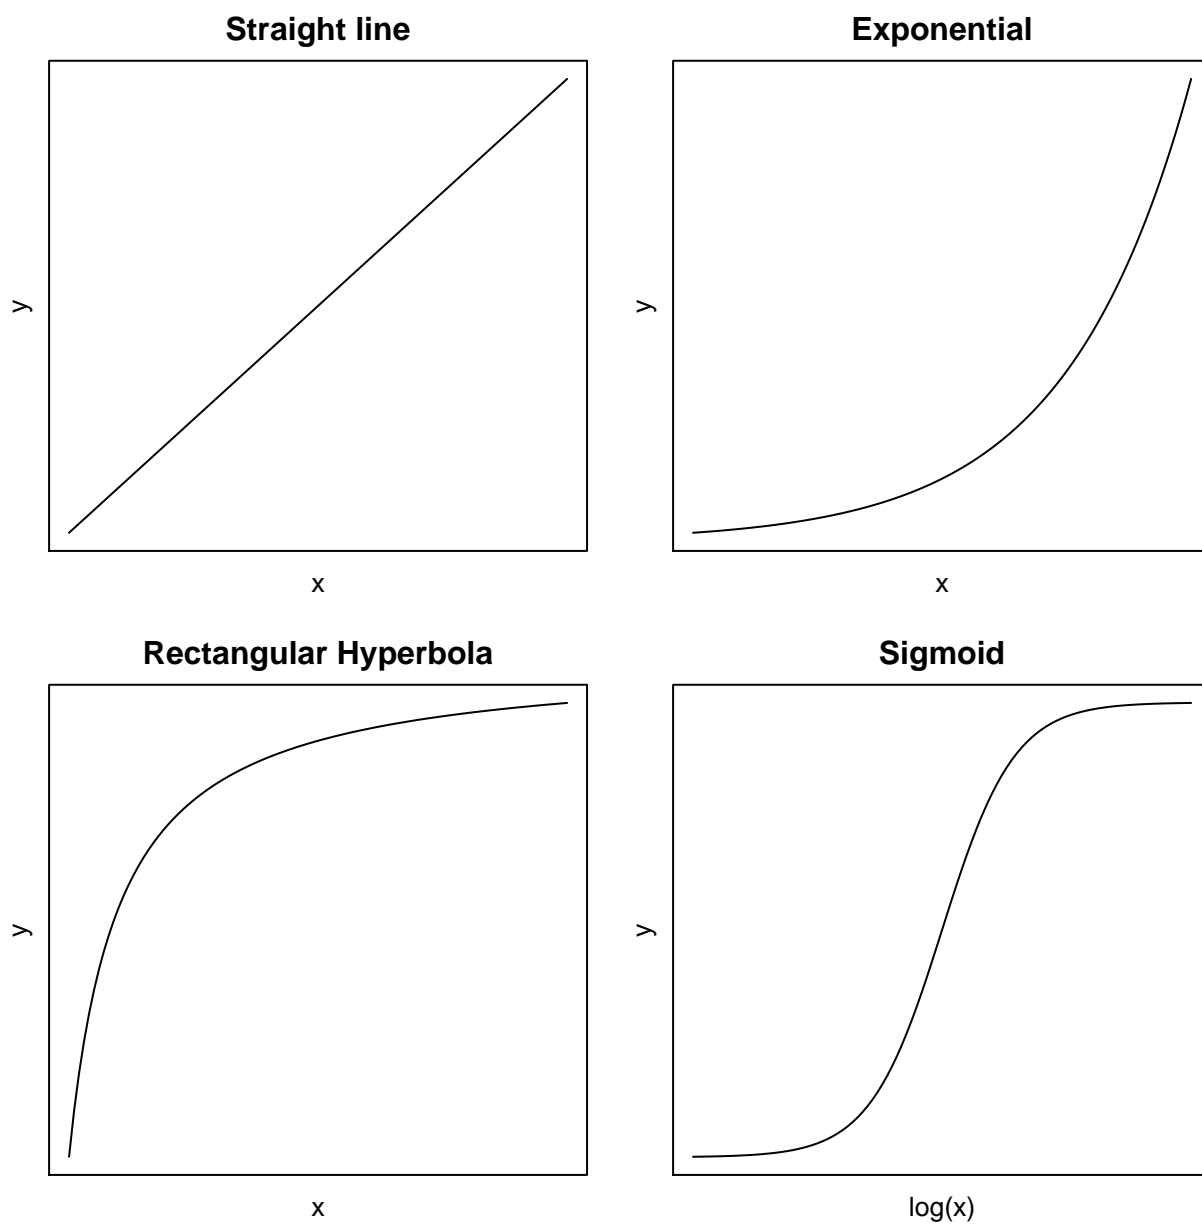 Straight line
y
x
Exponential
y
x
Rectangular Hyperbola
y
x
Sigmoid
y
log(x)